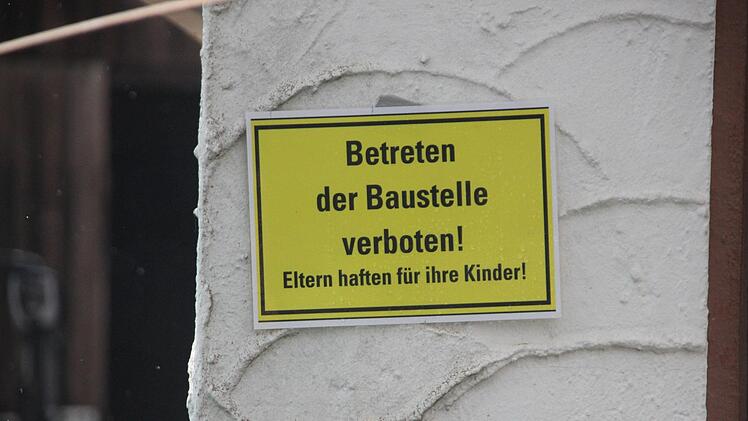 Betreten
der Baustelle
verboten!
Eltern haften für ihre Kinder!